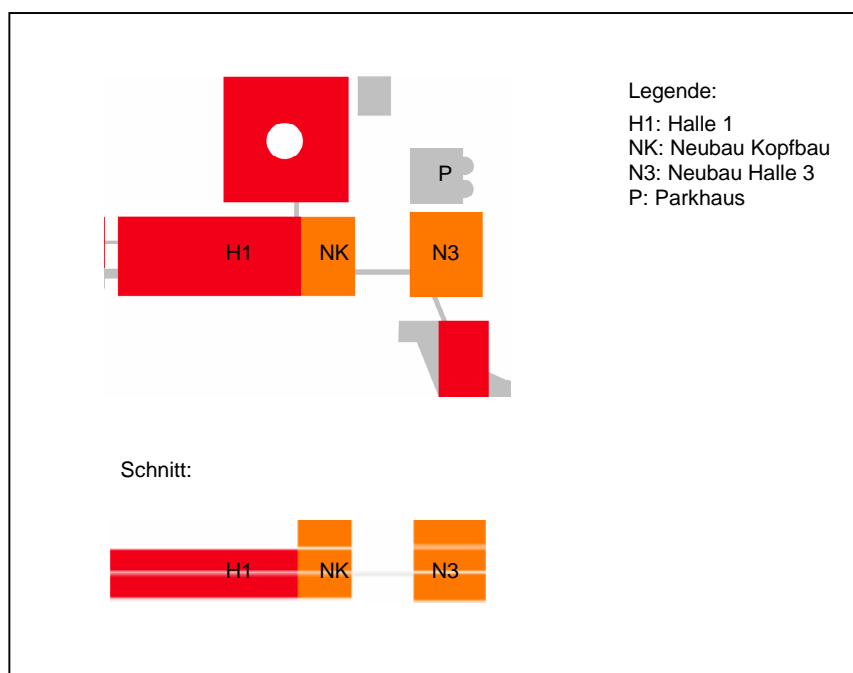 Legende:
H1: Halle 1
NK: Neubau Kopfbau
N3: Neubau Halle 3
P: Parkhaus
P
H1
NK
N3
Schnitt:
H1
NK
N3